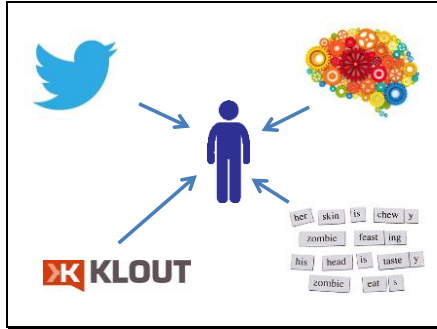 KLOUT
her skin is chew y
zombie feast ing
his head is taste y
zombie eat s